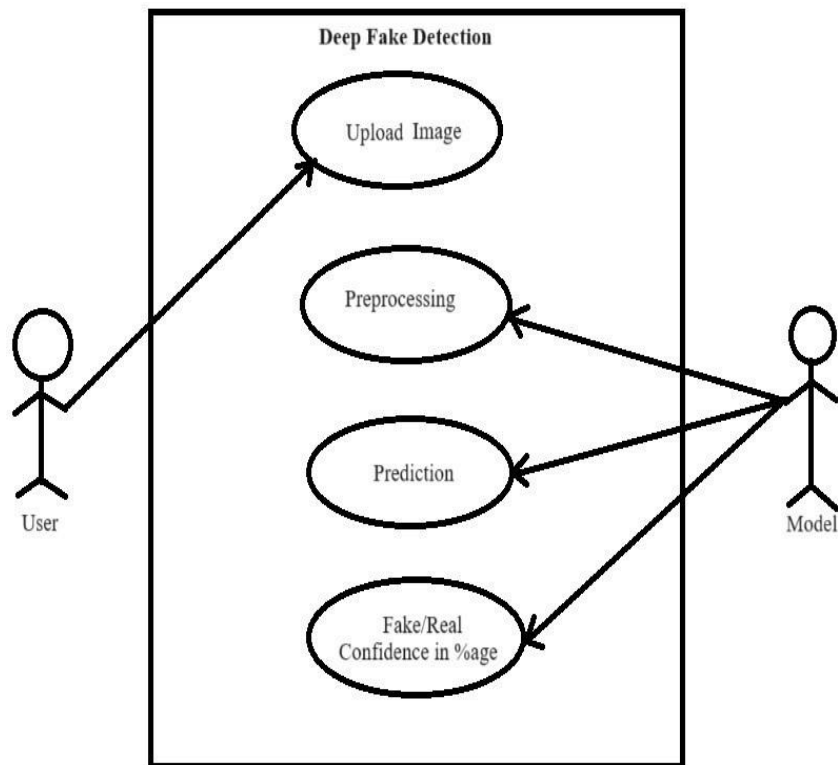 Deep Fake Detection
Upload Image
Preprocessing
Prediction
Fake/Real
Confidence in %age
User
Model